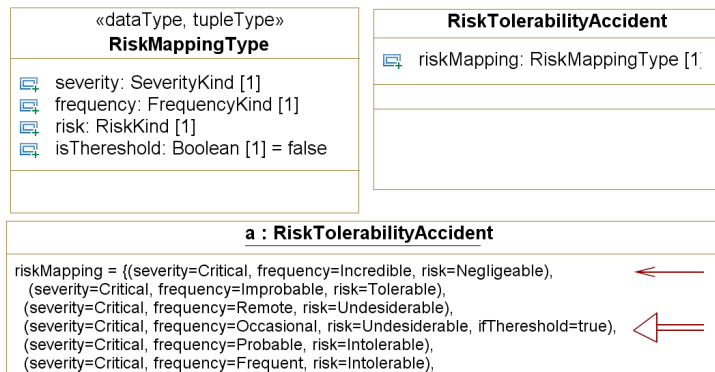 «dataType, tupleType»
RiskMappingType
severity: SeverityKind [1]
frequency: FrequencyKind [1]
risk: RiskKind [1]
isThereshold: Boolean [1] = false
RiskTolerabilityAccident
riskMapping: RiskMappingType [1]
a : RiskTolerabilityAccident
riskMapping = {(severity=Critical, frequency=Incredible, risk=Negligeable),
(severity=Critical, frequency=Improbable, risk=Tolerable),
(severity=Critical, frequency=Remote, risk=Undesiderable),
(severity=Critical, frequency=Occasional, risk=Undesiderable, ifThereshold=true),
(severity=Critical, frequency=Probable, risk=Intolerable),
(severity=Critical, frequency=Frequent, risk=Intolerable),